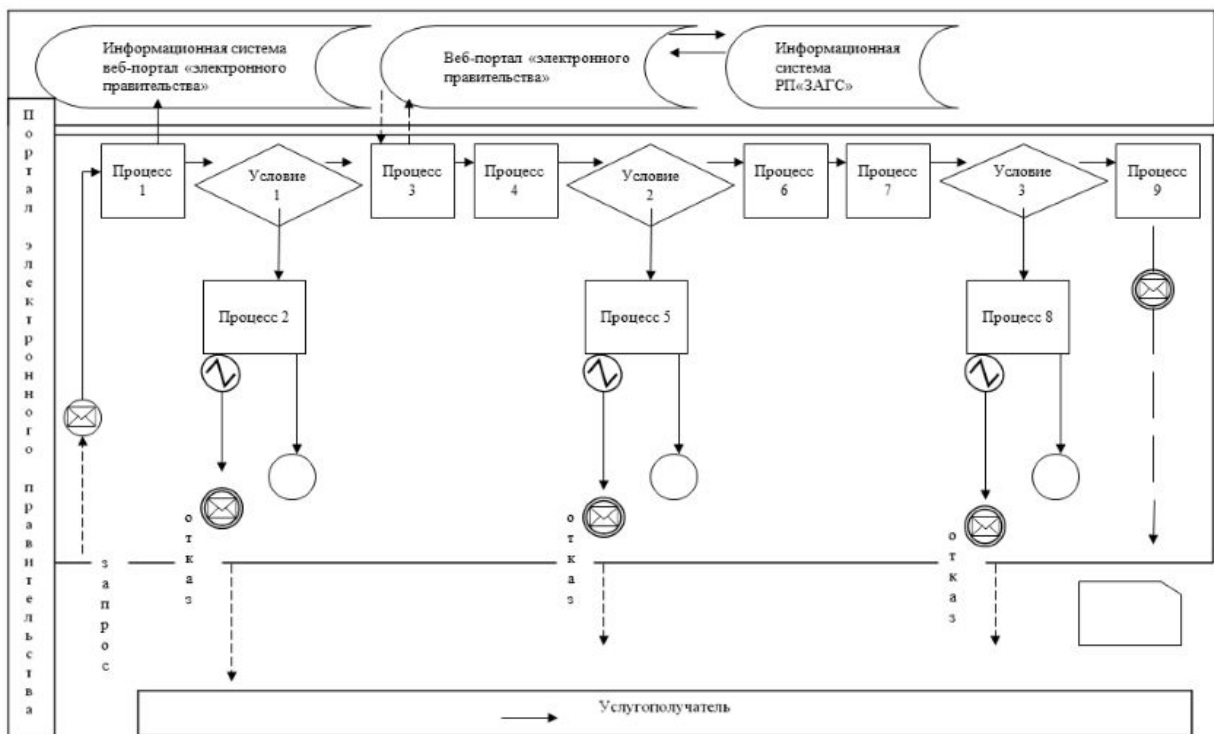 Информационная система
веб-портал «электронного
правительства»
Веб-портал «электронного
правительства»
Информационная
система
РП«ЗАГС»
Портал электронного правительства
Процесс
1
Условие
1
Процесс
3
Процесс
4
Условие
2
Процесс
6
Процесс
7
Условие
3
Процесс
9
Процесс 2
Процесс 5
Процесс 8
запрос
отказ
отказ
отказ
Услугополучатель